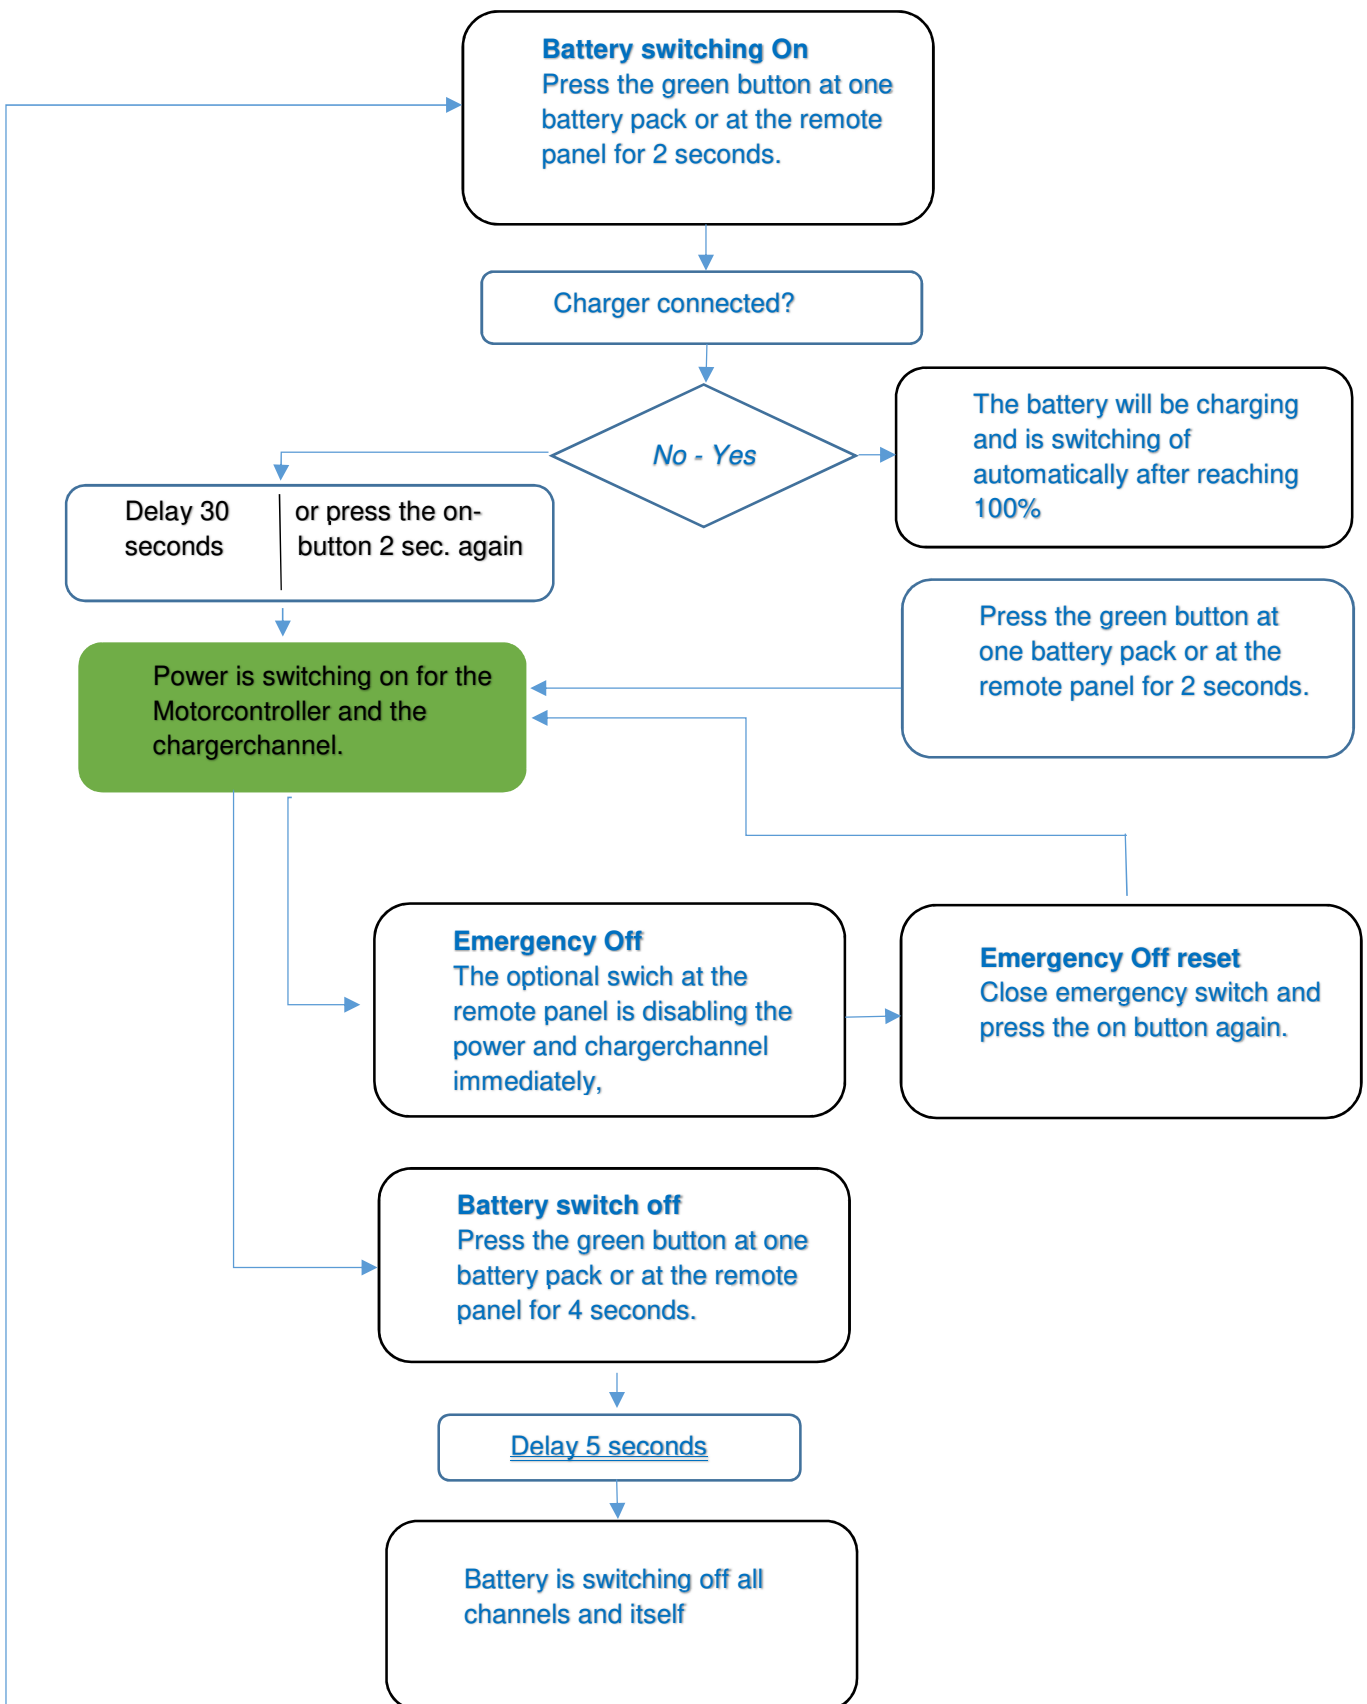 Battery switching On
Press the green button at one
battery pack or at the remote
panel for 2 seconds.
Charger connected?
No - Yes
The battery will be charging
and is switching of
automatically after reaching
100%
Delay 30
seconds
or press the on-
button 2 sec. again
Press the green button at
one battery pack or at the
remote panel for 2 seconds.
Power is switching on for the
Motorcontroller and the
chargerchannel.
Emergency Off
The optional swich at the
remote panel is disabling the
power and chargerchannel
immediately,
Emergency Off reset
Close emergency switch and
press the on button again.
Battery switch off
Press the green button at one
battery pack or at the remote
panel for 4 seconds.
Delay 5 seconds
Battery is switching off all
channels and itself